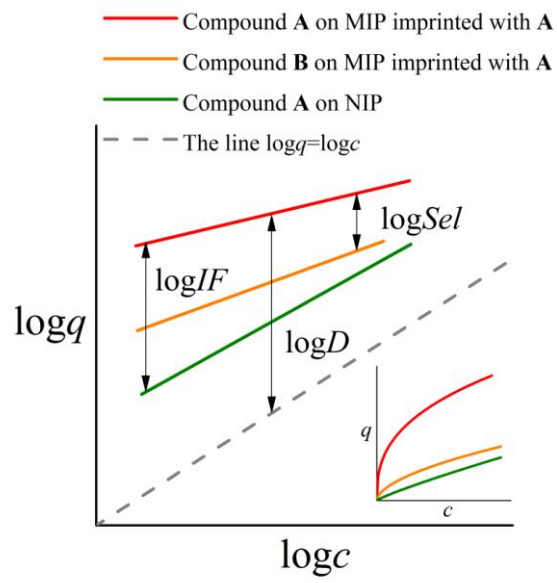 Compound A on MIP imprinted with A
Compound B on MIP imprinted with A
Compound A on NIP
The line logq=logc
logSel
logIF
logq
logD
q
c
logc